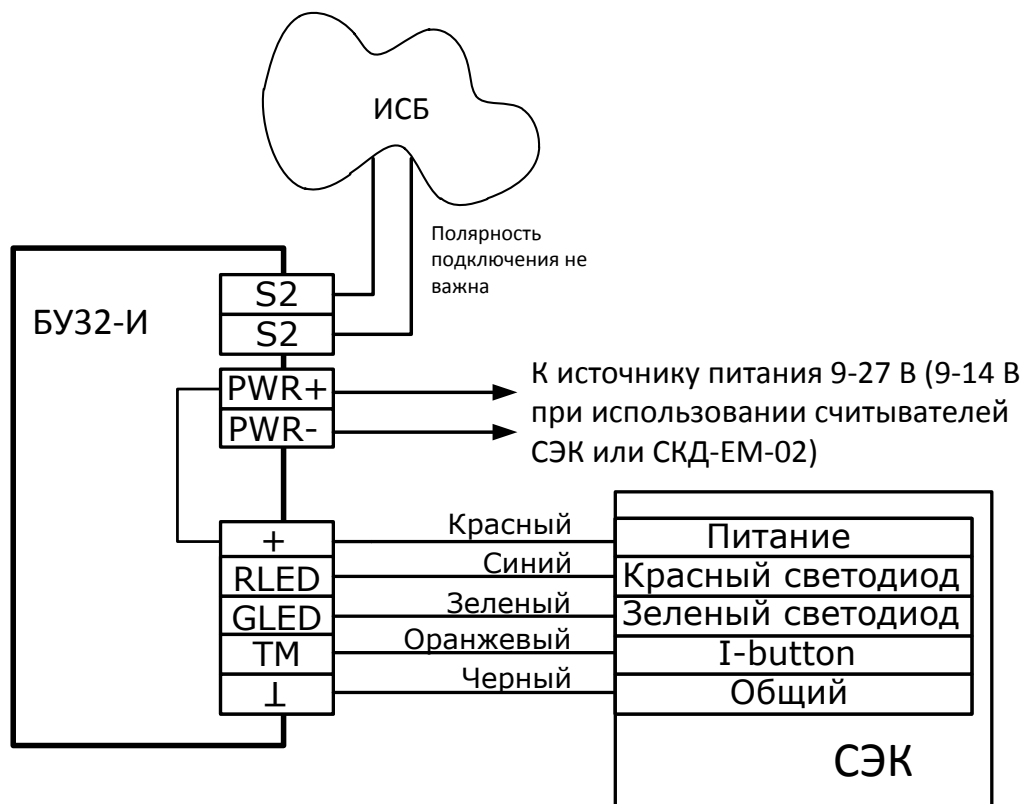 ИСБ
Полярность
подключения не
важна
БУ32-И
S2
S2
PWR+
PWR-
К источнику питания 9-27 В (9-14 В
при использовании считывателей
СЭК или СКД-ЕМ-02)
+
RLED
GLED
TM
⊥
Красный
Синий
Зеленый
Оранжевый
Черный
Питание
Красный светодиод
Зеленый светодиод
I-button
Общий
СЭК